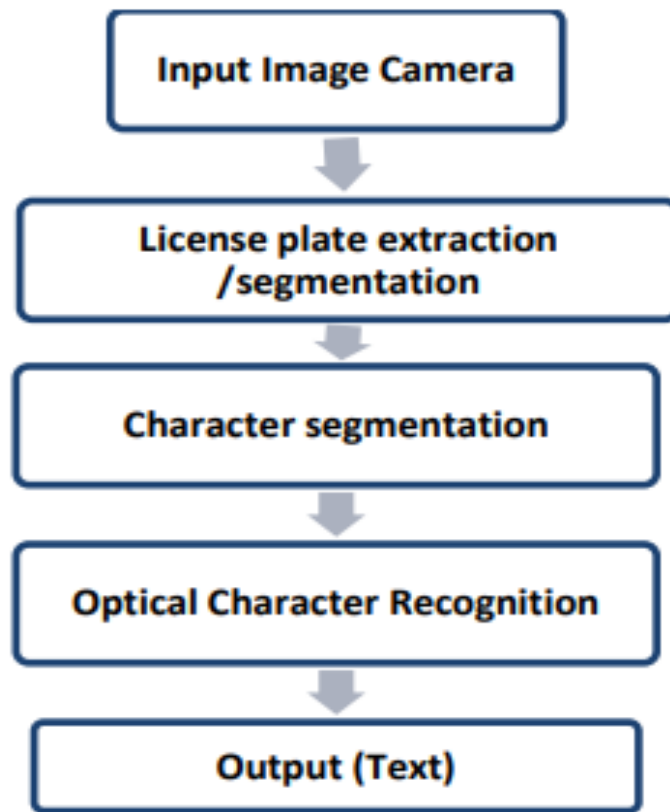 Input Image Camera
License plate extraction
/segmentation
Character segmentation
Optical Character Recognition
Output (Text)